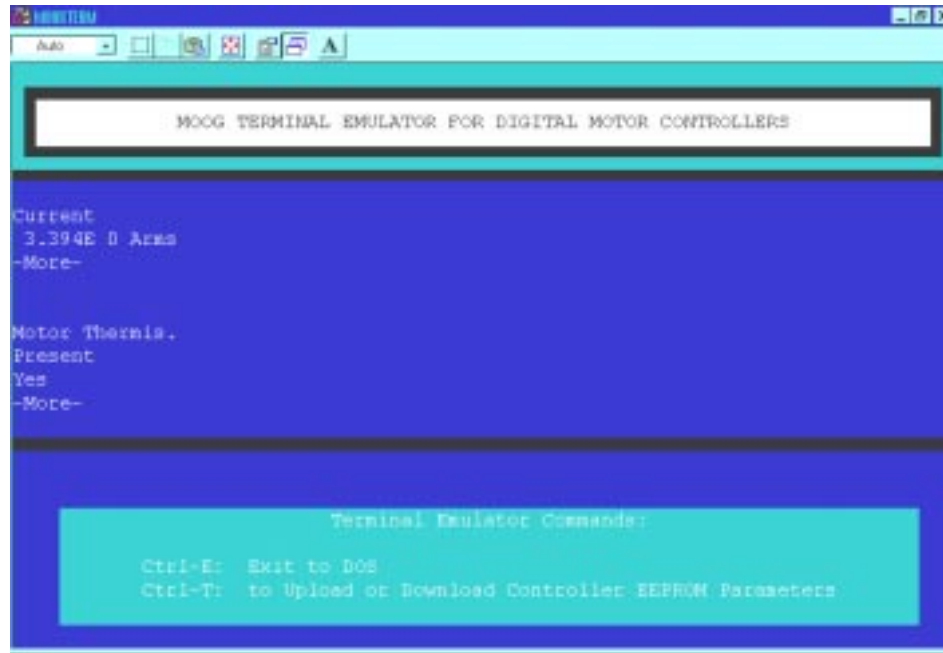 Auto
A
MOOG TERMINAL EMULATOR FOR DIGITAL MOTOR CONTROLLERS
Current
3.394E 0 Arms
-More-
Motor Thermis.
Present
Yes
-More-
Terminal Emulator Commands:
Ctrl-E: Exit to DOS
Ctrl-T: to Upload or Download Controller EEPROM Parameters